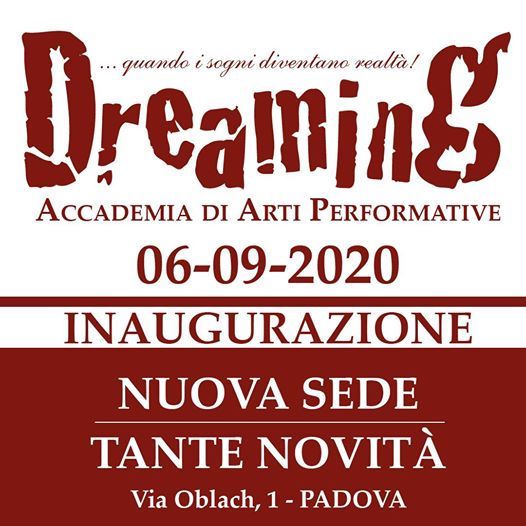 ... quando i sogni diventano realtà!
Dreaming
ACCADEMIA DI ARTI PERFORMATIVE
06-09-2020
INAUGURAZIONE
NUOVA SEDE
TANTE NOVITÀ
Via Oblach, 1 - PADOVA